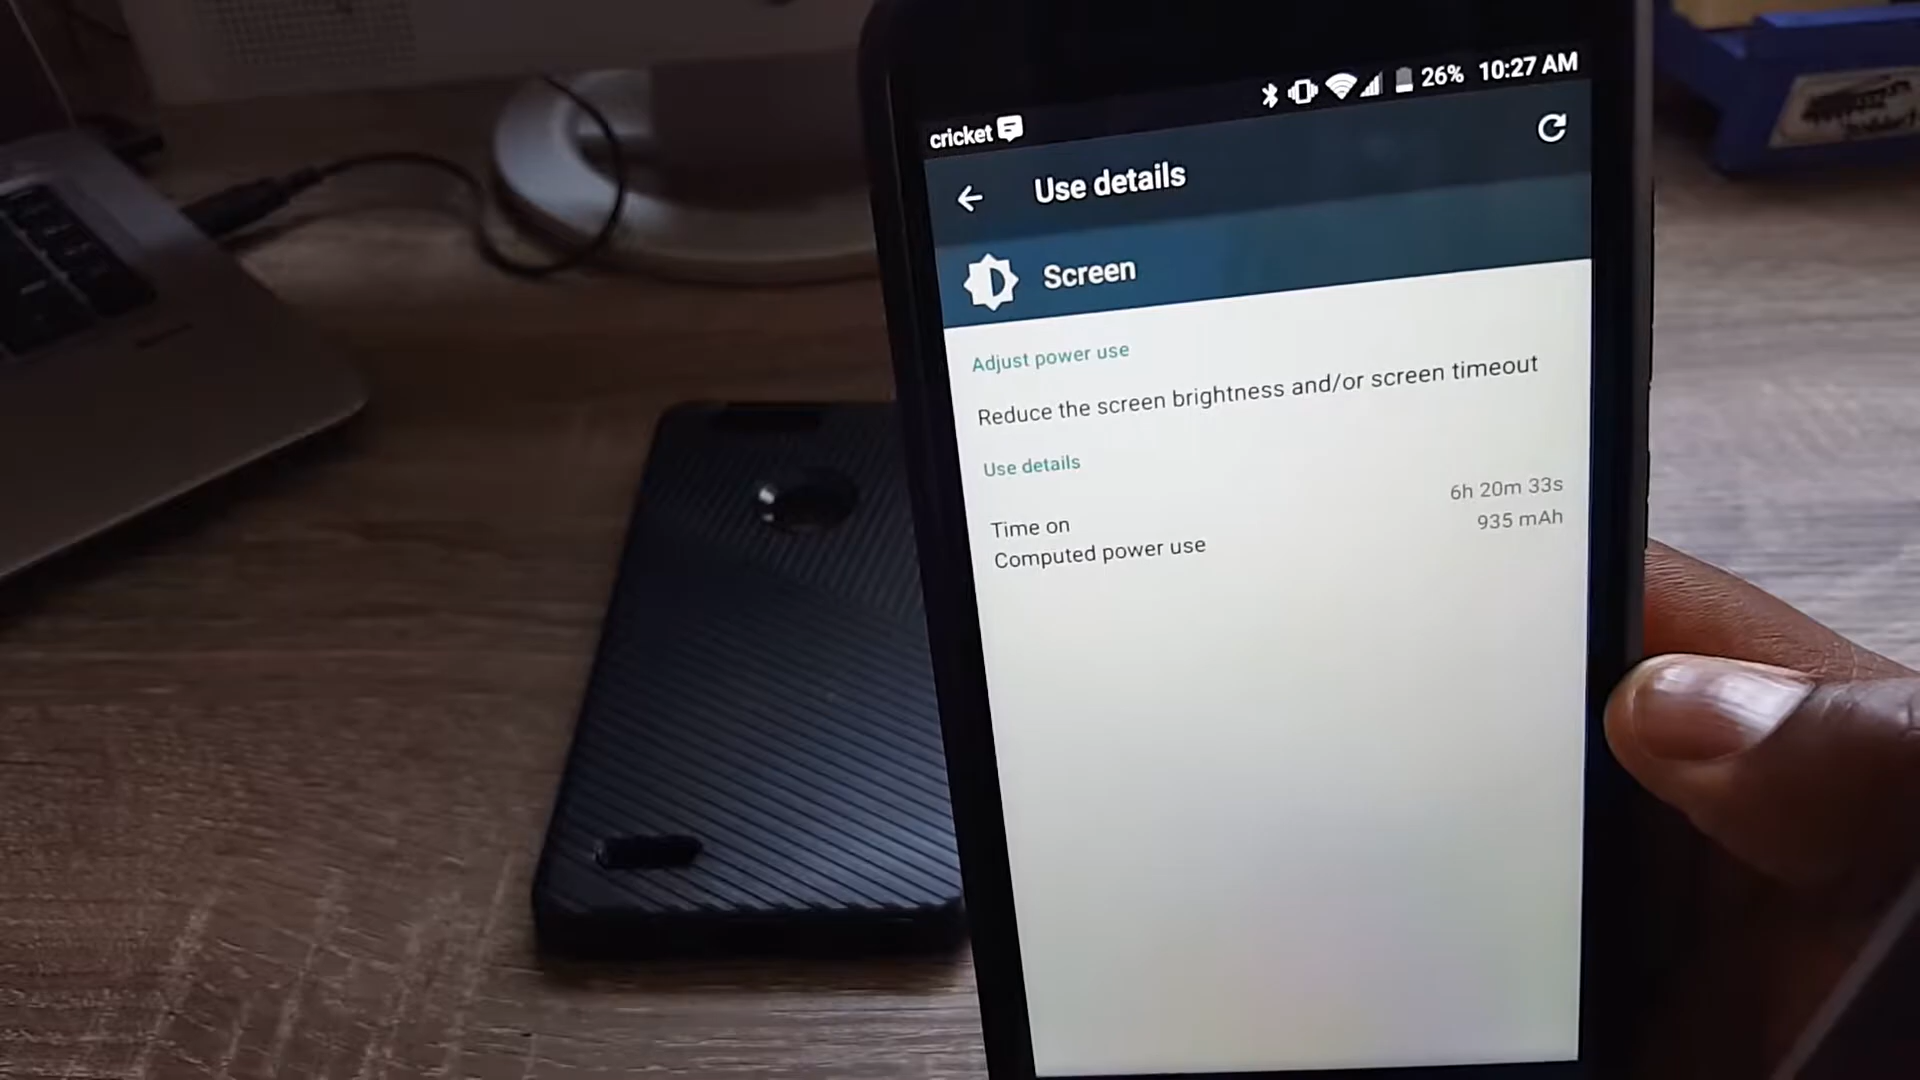 cricket
26% 10:27 AM
Use details
Screen
Adjust power use
Reduce the screen brightness and/or screen timeout
Use details
Time on 6h 20m 33s
Computed power use 935 mAh